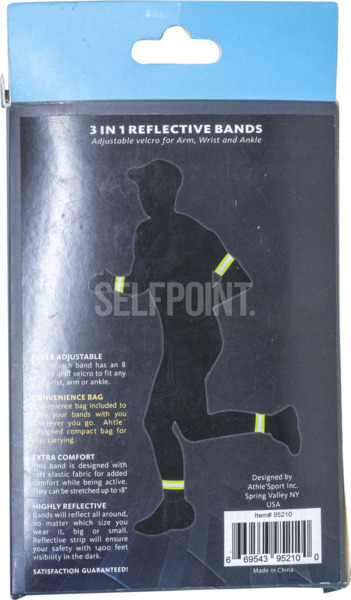 3 IN 1 REFLECTIVE BANDS
Adjustable velcro for Arm, Wrist and Ankle
SELFPOINT.
ADJUSTABLE
inch band has an 8
of velcro to fit any
wrist, arm or ankle.
CONVENIENCE BAG
Convenience bag included to
your bands with you
wherever you go. Ahtle
designed compact bag for
easy carrying.
EXTRA COMFORT
This band is designed with
soft elastic fabric for added
comfort while being active.
They can be stretched up to 18"
HIGHLY REFLECTIVE
Bands will reflect all around,
no matter which size you
wear it, big or small.
Reflective strip will ensure
your safety with 1400 feet
visibility in the dark.
SATISFACTION GUARANTEED!
Designed by
Athle'Sport Inc.
Spring Valley NY
USA
Item# 95210
6 69543 95210 0
Made in China